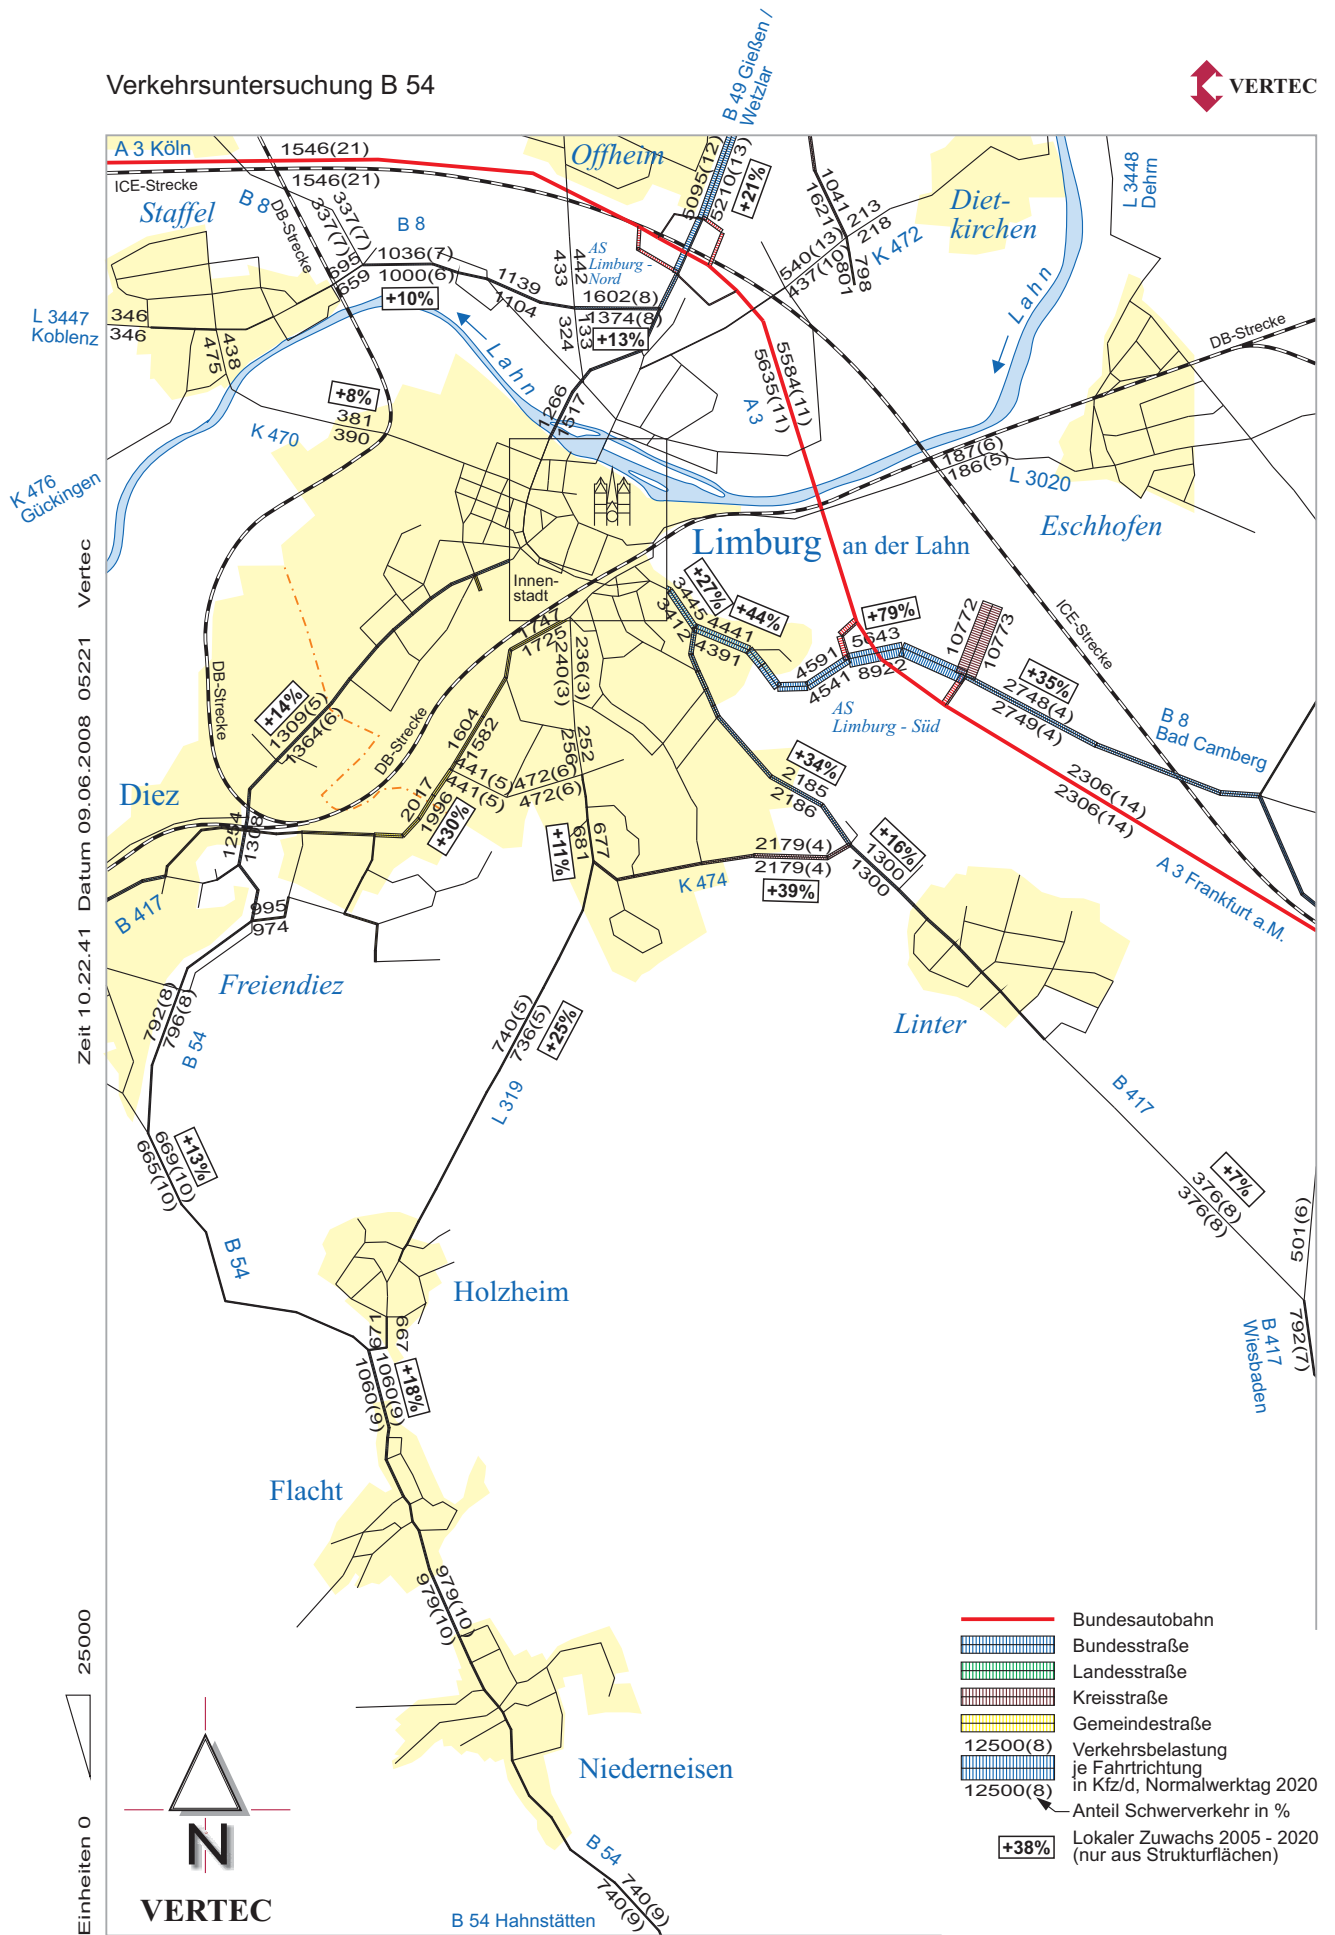 Verkehrsuntersuchung B 54
VERTEC
B 49 Gießen /
Wetzlar
A 3 Köln
1546(21)
1546(21)
ICE-Strecke
Staffel
B 8
DB-Strecke
337(7)
337(7)
B 8
Offheim
5095(12)
5210(13)
+21%
1041
1621
213
218
K 472
Diet-
kirchen
L 3448
Dehrn
695
659
1036(7)
1000(6)
+10%
1139
1104
442
433
AS
Limburg -
Nord
1602(8)
1374(8)
+13%
133
324
540(13)
437(10)
798
1080
Lahn
Lahn
L 3447
Koblenz
346
346
438
475
+8%
381
390
K 470
K 476
Gückingen
1266
1517
5584(11)
5635(11)
A 3
DB-Strecke
187(6)
186(5)
L 3020
Eschhofen
Limburg an der Lahn
Innen-
stadt
ICE-Strecke
+27%
3445
3412
+44%
4441
4391
+79%
5643
8922
4591
4541
10772
10773
+35%
2748(4)
2749(4)
AS
Limburg - Süd
B 8
Bad Camberg
2306(14)
2306(14)
A 3 Frankfurt a.M.
1747
1725
236(3)
240(3)
252
256
1604
1582
DB-Strecke
DB-Strecke
+14%
1309(5)
1364(6)
441(5)
441(5)
472(6)
472(6)
2017
1996
+30%
Diez
1254
1308
+34%
2185
2186
+11%
677
681
2179(4)
2179(4)
+39%
K 474
+16%
1300
1300
B 417
995
974
Freiendiez
792(8)
796(8)
B 54
Linter
740(5)
736(5)
+25%
L 319
B 417
+13%
669(10)
665(10)
B 54
+7%
376(8)
376(8)
501(6)
792(7)
B 417
Wiesbaden
Holzheim
671
667
1060(9)
1060(9)
+18%
Flacht
979(10)
979(10)
Niederneisen
B 54
740(9)
740(9)
B 54 Hahnstätten
Zeit 10.22.41 Datum 09.06.2008 05221 Vertec
Einheiten 0 25000
N
VERTEC
Bundesautobahn
Bundesstraße
Landesstraße
Kreisstraße
Gemeindestraße
12500(8)
12500(8)
Verkehrsbelastung
je Fahrtrichtung
in Kfz/d, Normalwerktag 2020
Anteil Schwerverkehr in %
+38%
Lokaler Zuwachs 2005 - 2020
(nur aus Strukturflächen)